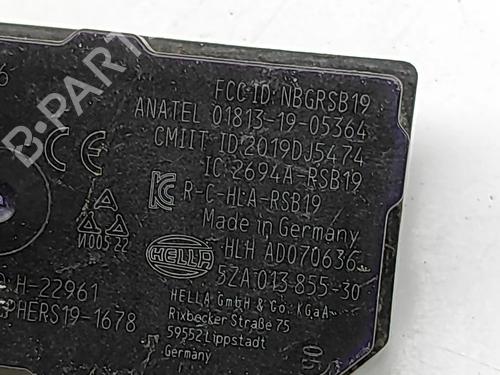 6
FCC ID: NBGRSB19
ANATEL 01813-19-05364
CMIIT ID:2019DJ5474
IC:2694A-RSB19
R-C-HLA-RSB19
Made in Germany
И005 22
HELLA
HLH AD070636
5ZA 013 855-30
H-22961
PHERS19-1678
HELLA GmbH & Co. KGaA
Rixbecker Straße 75
59552 Lippstadt
Germany
B-PARTS